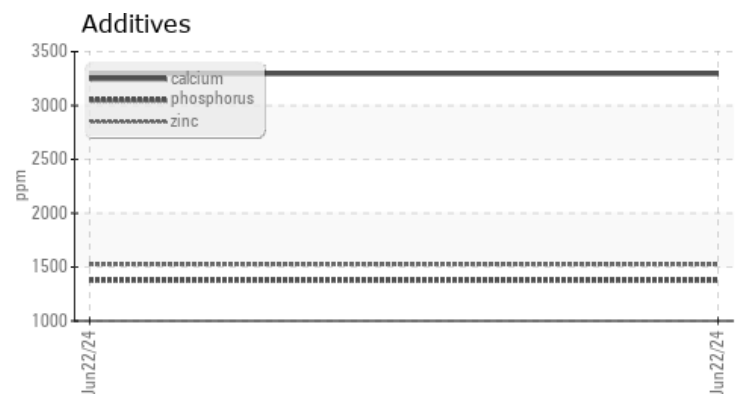 Additives
3500
3000
2500
2000
1500
1000
ppm
calcium
phosphorus
zinc
Jun22/24
Jun22/24